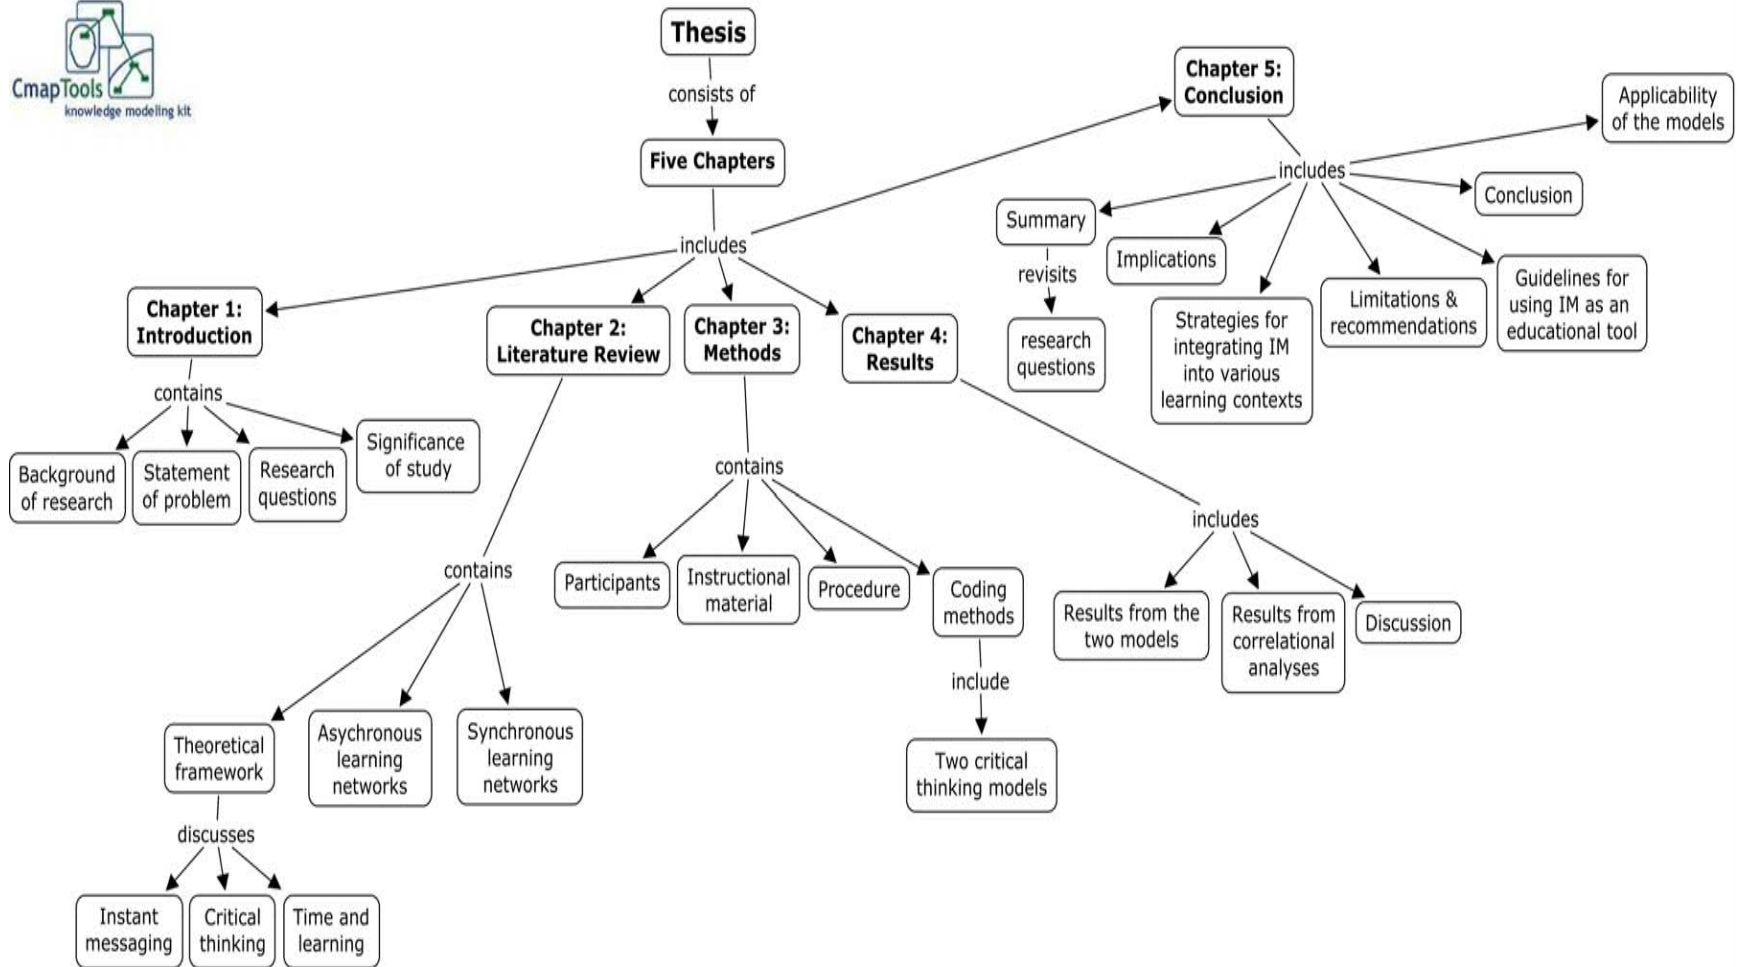 CmapTools
knowledge modeling kit
Thesis
consists of
Five Chapters
includes
Chapter 1:
Introduction
contains
Background
of research
Statement
of problem
Research
questions
Significance
of study
Chapter 2:
Literature Review
contains
Theoretical
framework
discusses
Instant
messaging
Critical
thinking
Time and
learning
Asychronous
learning
networks
Synchronous
learning
networks
Chapter 3:
Methods
contains
Participants
Instructional
material
Procedure
Coding
methods
include
Two critical
thinking models
Chapter 4:
Results
includes
Results from the
two models
Results from
correlational
analyses
Discussion
Chapter 5:
Conclusion
includes
Summary
revisits
research
questions
Implications
Strategies for
integrating IM
into various
learning contexts
Limitations &
recommendations
Guidelines for
using IM as an
educational tool
Conclusion
Applicability
of the models